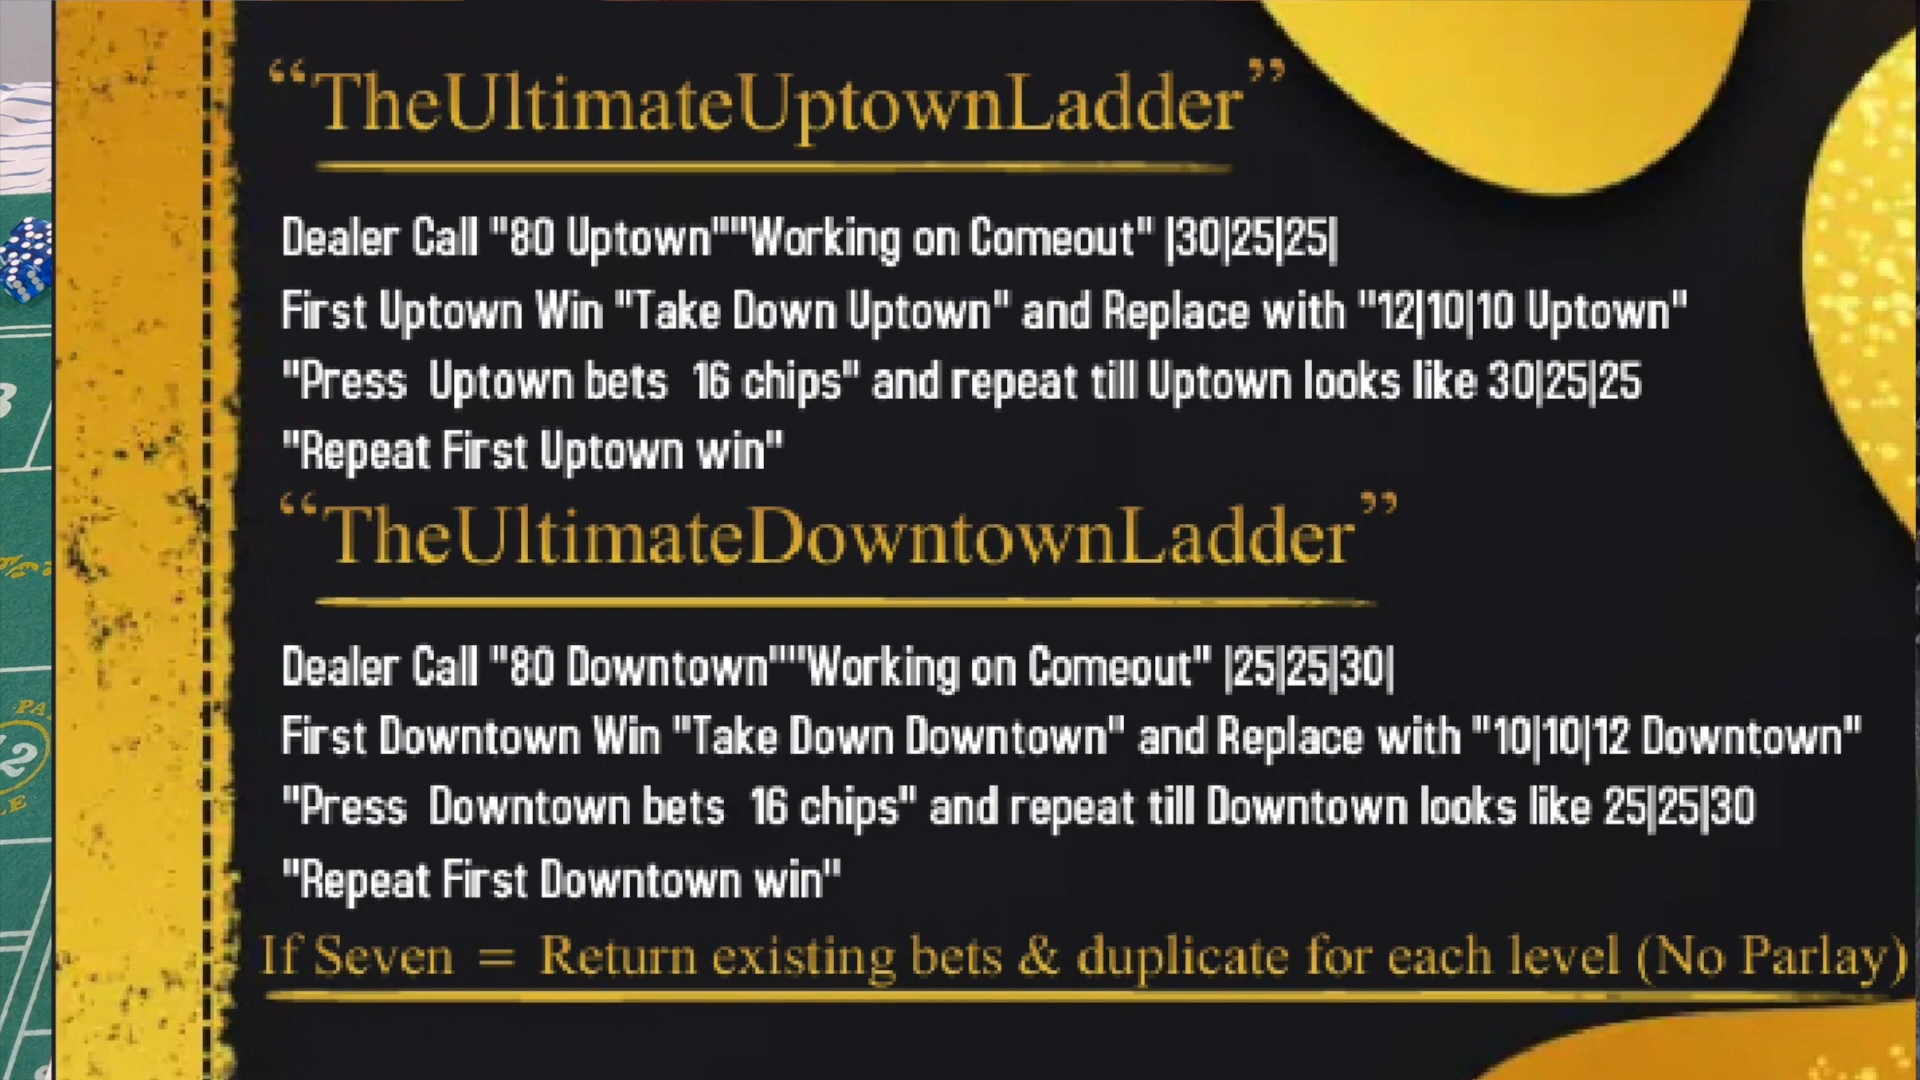 “TheUltimateUptownLadder”
Dealer Call "80 Uptown""Working on Comeout" |30|25|25|
First Uptown Win "Take Down Uptown" and Replace with "12|10|10 Uptown"
"Press  Uptown bets  16 chips" and repeat till Uptown looks like 30|25|25
"Repeat First Uptown win"
“TheUltimateDowntownLadder”
Dealer Call "80 Downtown""Working on Comeout" |25|25|30|
First Downtown Win "Take Down Downtown" and Replace with "10|10|12 Downtown"
"Press  Downtown bets  16 chips" and repeat till Downtown looks like 25|25|30
"Repeat First Downtown win"
If Seven = Return existing bets & duplicate for each level (No Parlay)